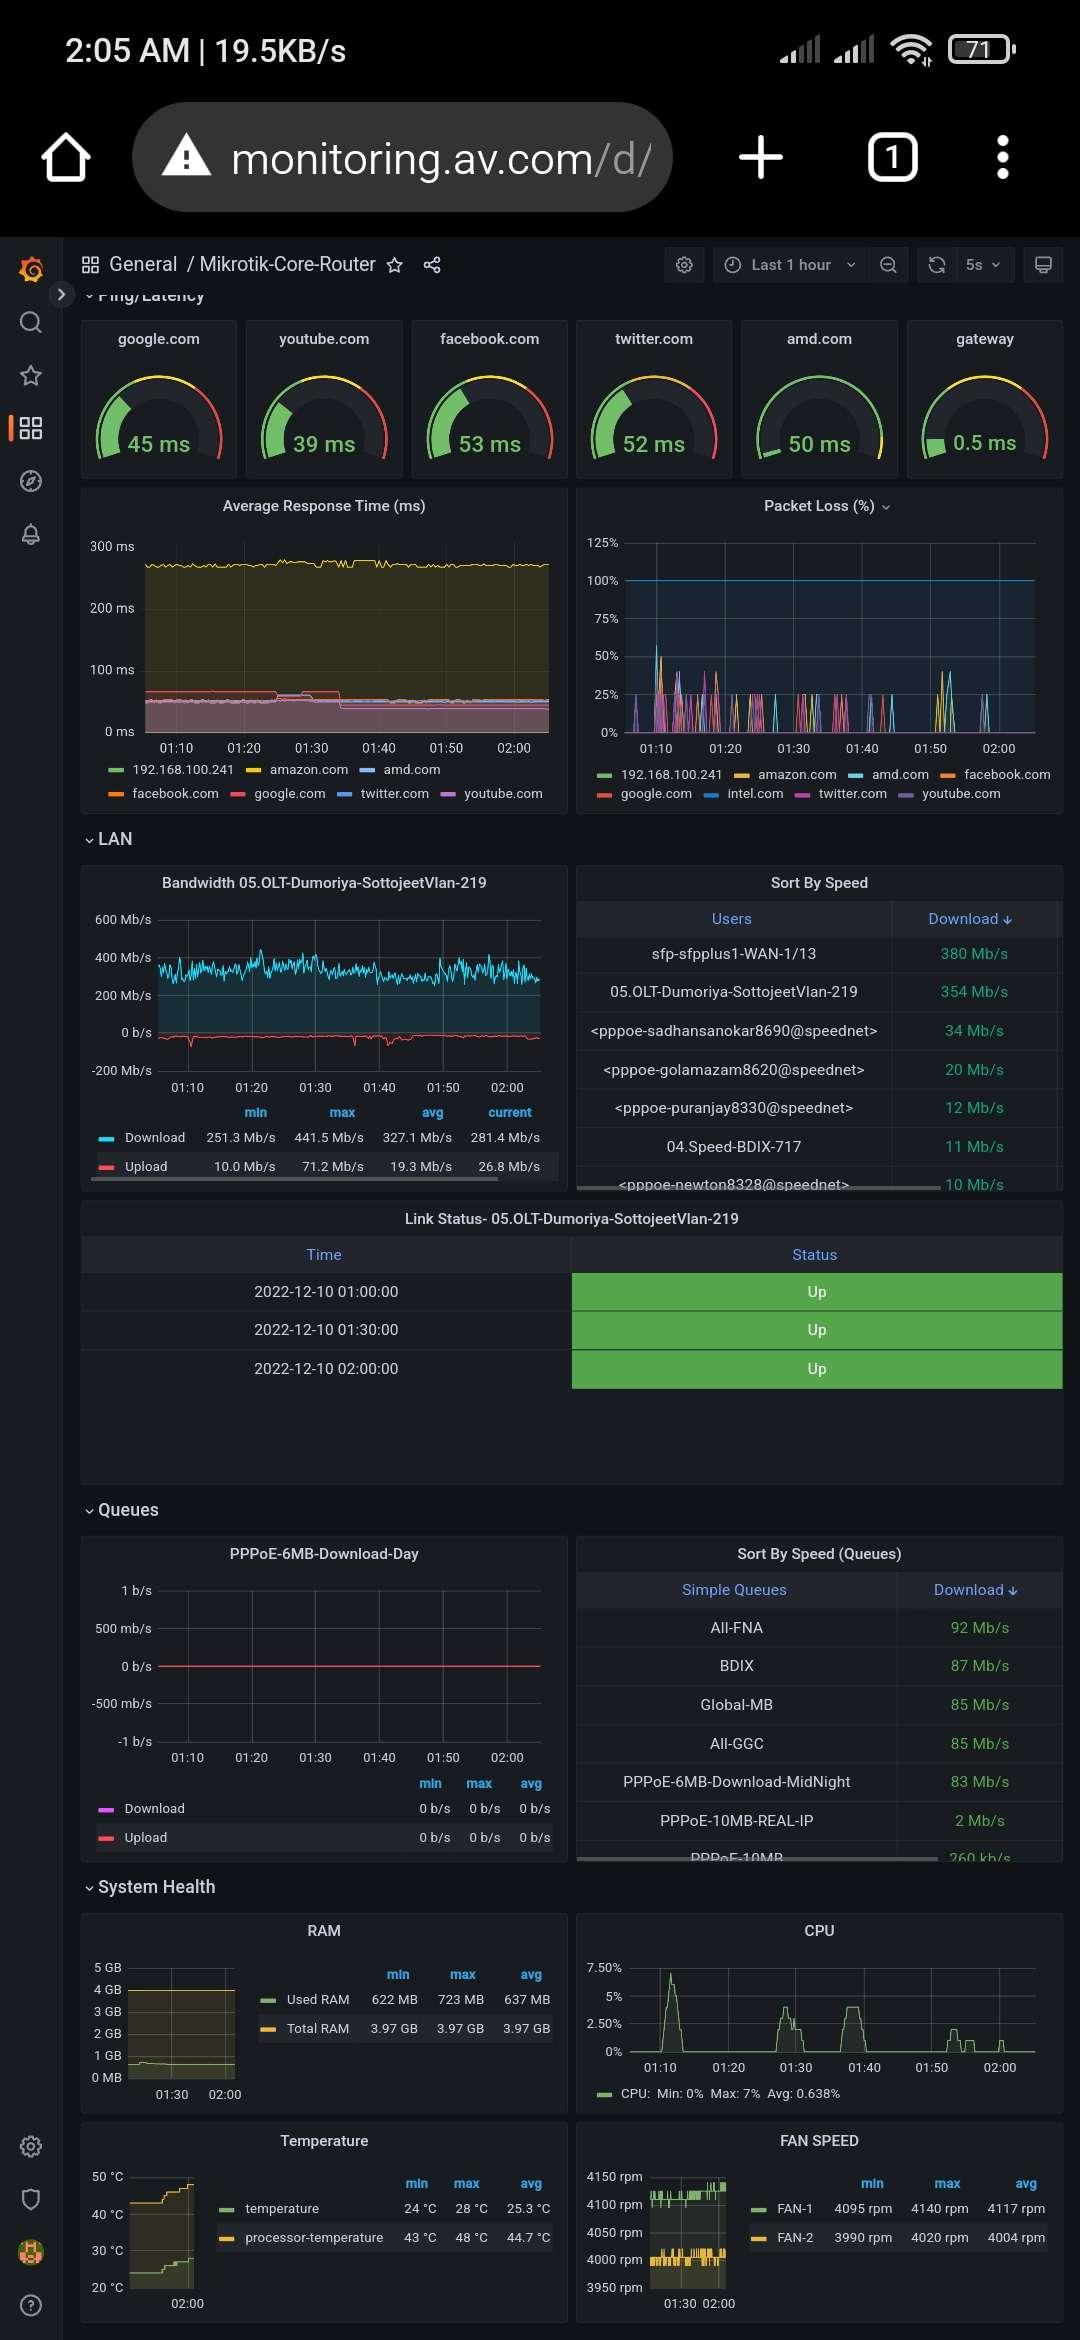 2:05 AM | 19.5KB/s
71
monitoring.av.com/d/
1
General / Mikrotik-Core-Router
Last 1 hour
5s
Ping/Latency
google.com
45 ms
youtube.com
39 ms
facebook.com
53 ms
twitter.com
52 ms
amd.com
50 ms
gateway
0.5 ms
Average Response Time (ms)
300 ms
200 ms
100 ms
0 ms
01:10 01:20 01:30 01:40 01:50 02:00
192.168.100.241 amazon.com amd.com
facebook.com google.com twitter.com youtube.com
Packet Loss (%)
125%
100%
75%
50%
25%
0%
01:10 01:20 01:30 01:40 01:50 02:00
192.168.100.241 amazon.com amd.com facebook.com
google.com intel.com twitter.com youtube.com
LAN
Bandwidth 05.OLT-Dumoriya-SottojeetVlan-219
600 Mb/s
400 Mb/s
200 Mb/s
0 b/s
-200 Mb/s
01:10 01:20 01:30 01:40 01:50 02:00
min max avg current
Download 251.3 Mb/s 441.5 Mb/s 327.1 Mb/s 281.4 Mb/s
Upload 10.0 Mb/s 71.2 Mb/s 19.3 Mb/s 26.8 Mb/s
Sort By Speed
Users Download
sfp-sfpplus1-WAN-1/13 380 Mb/s
05.OLT-Dumoriya-SottojeetVlan-219 354 Mb/s
<pppoe-sadhansanokar8690@speednet> 34 Mb/s
<pppoe-golamazam8620@speednet> 20 Mb/s
<pppoe-puranjay8330@speednet> 12 Mb/s
04.Speed-BDIX-717 11 Mb/s
<pppoe-newton8328@speednet> 10 Mb/s
Link Status- 05.OLT-Dumoriya-SottojeetVlan-219
Time Status
2022-12-10 01:00:00 Up
2022-12-10 01:30:00 Up
2022-12-10 02:00:00 Up
Queues
PPPoE-6MB-Download-Day
1 b/s
500 mb/s
0 b/s
-500 mb/s
-1 b/s
01:10 01:20 01:30 01:40 01:50 02:00
min max avg
Download 0 b/s 0 b/s 0 b/s
Upload 0 b/s 0 b/s 0 b/s
Sort By Speed (Queues)
Simple Queues Download
All-FNA 92 Mb/s
BDIX 87 Mb/s
Global-MB 85 Mb/s
All-GGC 85 Mb/s
PPPoE-6MB-Download-MidNight 83 Mb/s
PPPoE-10MB-REAL-IP 2 Mb/s
PPPoE-10MB 260 kb/s
System Health
RAM
5 GB
4 GB
3 GB
2 GB
1 GB
0 MB
01:30 02:00
min max avg
Used RAM 622 MB 723 MB 637 MB
Total RAM 3.97 GB 3.97 GB 3.97 GB
CPU
7.50%
5%
2.50%
0%
01:10 01:20 01:30 01:40 01:50 02:00
CPU: Min: 0% Max: 7% Avg: 0.638%
Temperature
50 °C
40 °C
30 °C
20 °C
02:00
min max avg
temperature 24 °C 28 °C 25.3 °C
processor-temperature 43 °C 48 °C 44.7 °C
FAN SPEED
4150 rpm
4100 rpm
4050 rpm
4000 rpm
3950 rpm
01:30 02:00
min max avg
FAN-1 4095 rpm 4140 rpm 4117 rpm
FAN-2 3990 rpm 4020 rpm 4004 rpm